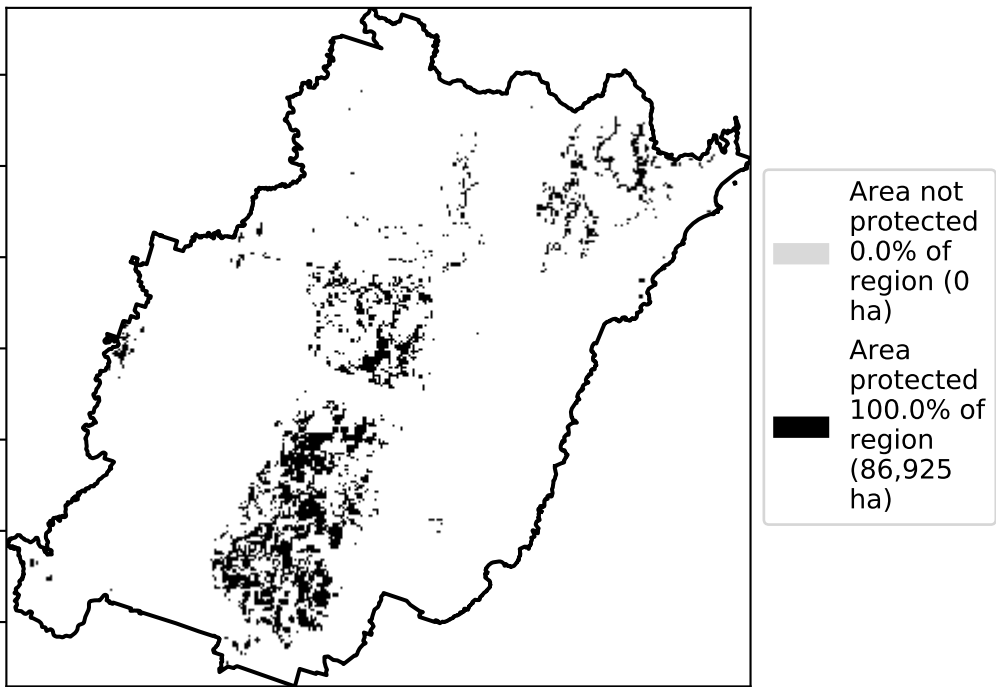 Area not
protected
0.0% of
region (0
ha)
Area
protected
100.0% of
region
(86,925
ha)